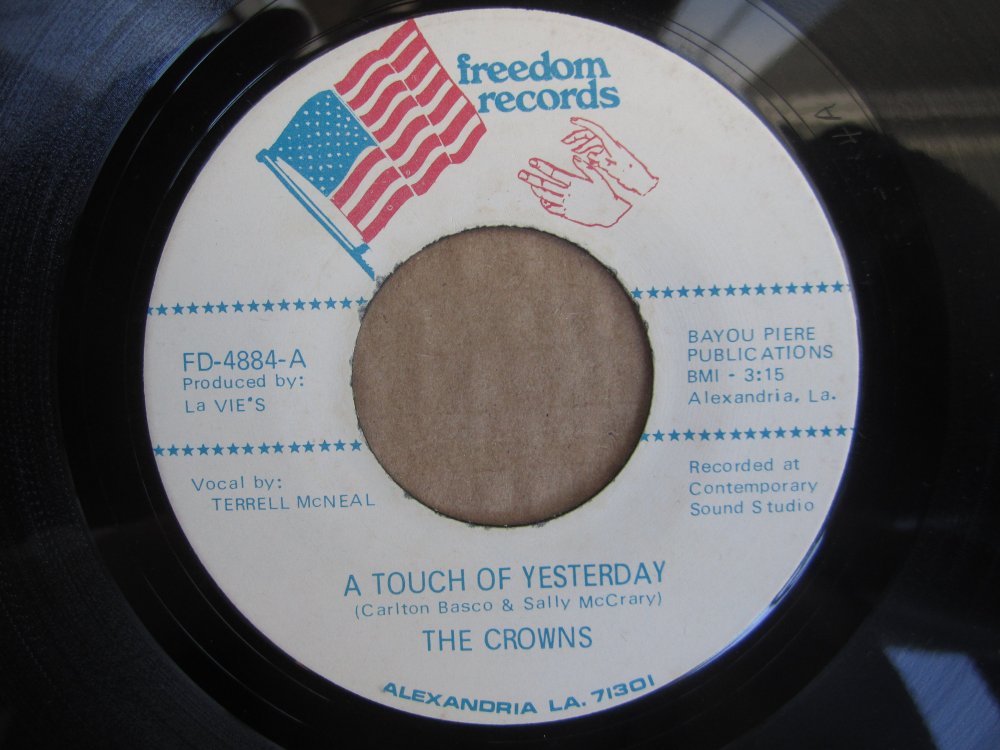 freedom
records
FD-4884-A
Produced by:
La VIE'S
BAYOU PIERE
PUBLICATIONS
BMI - 3:15
Alexandria, La.
Vocal by:
TERRELL McNEAL
Recorded at
Contemporary
Sound Studio
A TOUCH OF YESTERDAY
(Carlton Basco & Sally McCrary)
THE CROWNS
ALEXANDRIA LA. 71301